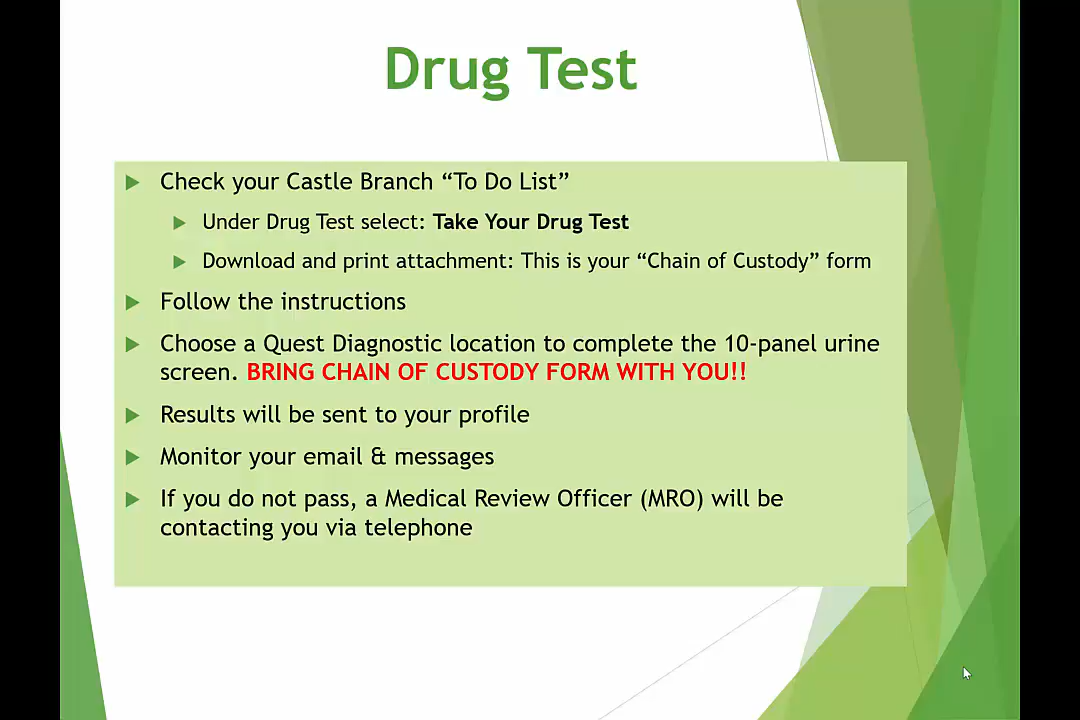 Drug Test
Check your Castle Branch “To Do List”
Under Drug Test select: Take Your Drug Test
Download and print attachment: This is your “Chain of Custody” form
Follow the instructions
Choose a Quest Diagnostic location to complete the 10-panel urine
screen. BRING CHAIN OF CUSTODY FORM WITH YOU!!
Results will be sent to your profile
Monitor your email & messages
If you do not pass, a Medical Review Officer (MRO) will be
contacting you via telephone